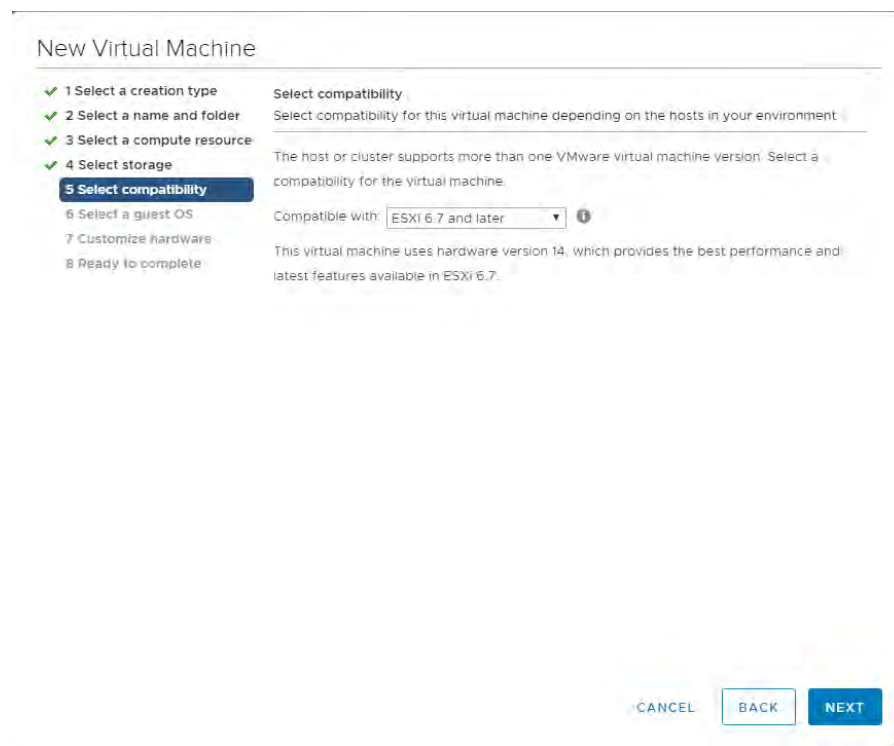 New Virtual Machine
1 Select a creation type
2 Select a name and folder
3 Select a compute resource
4 Select storage
5 Select compatibility
6 Select a guest OS
7 Customize hardware
8 Ready to complete
Select compatibility
Select compatibility for this virtual machine depending on the hosts in your environment
The host or cluster supports more than one VMware virtual machine version. Select a
compatibility for the virtual machine.
Compatible with: ESXi 6.7 and later
This virtual machine uses hardware version 14, which provides the best performance and
latest features available in ESXi 6.7.
CANCEL
BACK
NEXT